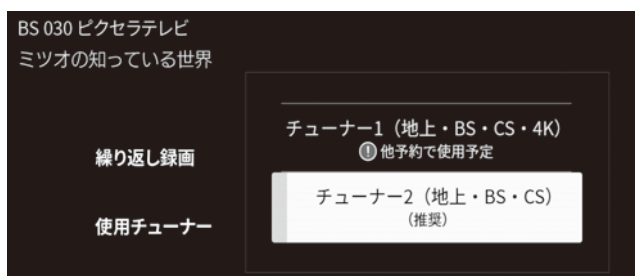 BS 030 ピクセラテレビ
ミツオの知っている世界
チューナー1（地上・BS・CS・4K）
! 他予約で使用予定
繰り返し録画
チューナー2（地上・BS・CS）
（推奨）
使用チューナー